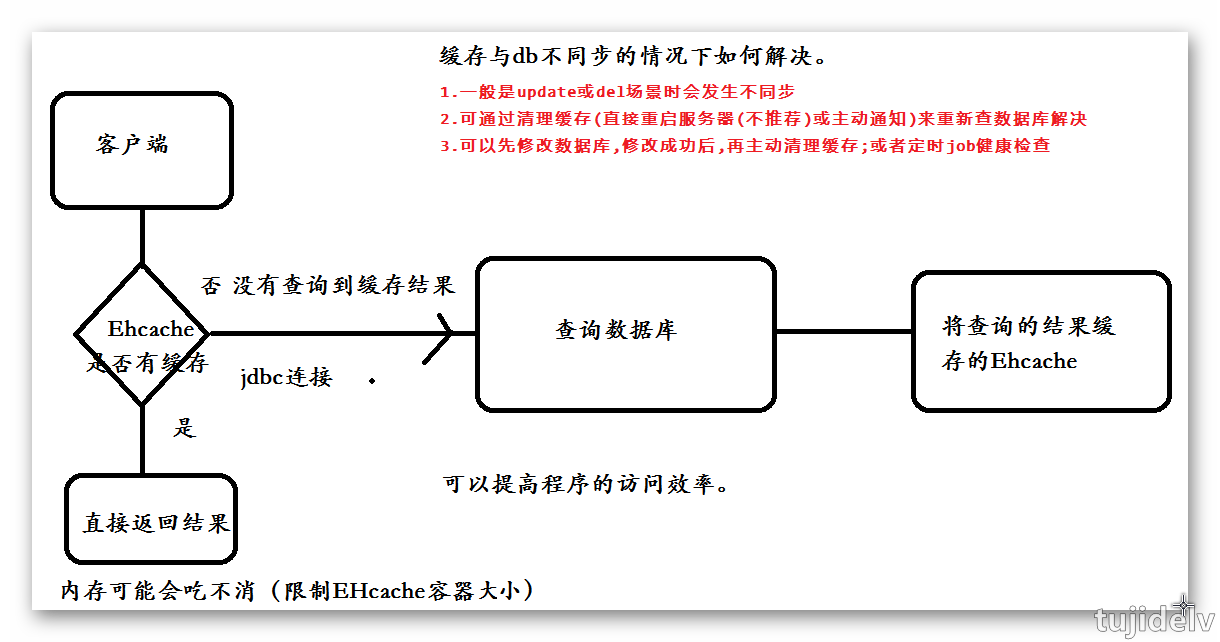 缓存与db不同步的情况下如何解决。
1.一般是update或del场景时会发生不同步
2.可通过清理缓存(直接重启服务器(不推荐)或主动通知)来重新查数据库解决
3.可以先修改数据库,修改成功后,再主动清理缓存;或者定时job健康检查
客户端
否 没有查询到缓存结果
Ehcache
是否有缓存
jdbc连接
查询数据库
将查询的结果缓
存的Ehcache
是
可以提高程序的访问效率。
直接返回结果
内存可能会吃不消（限制EHcache容器大小）
tujidelv